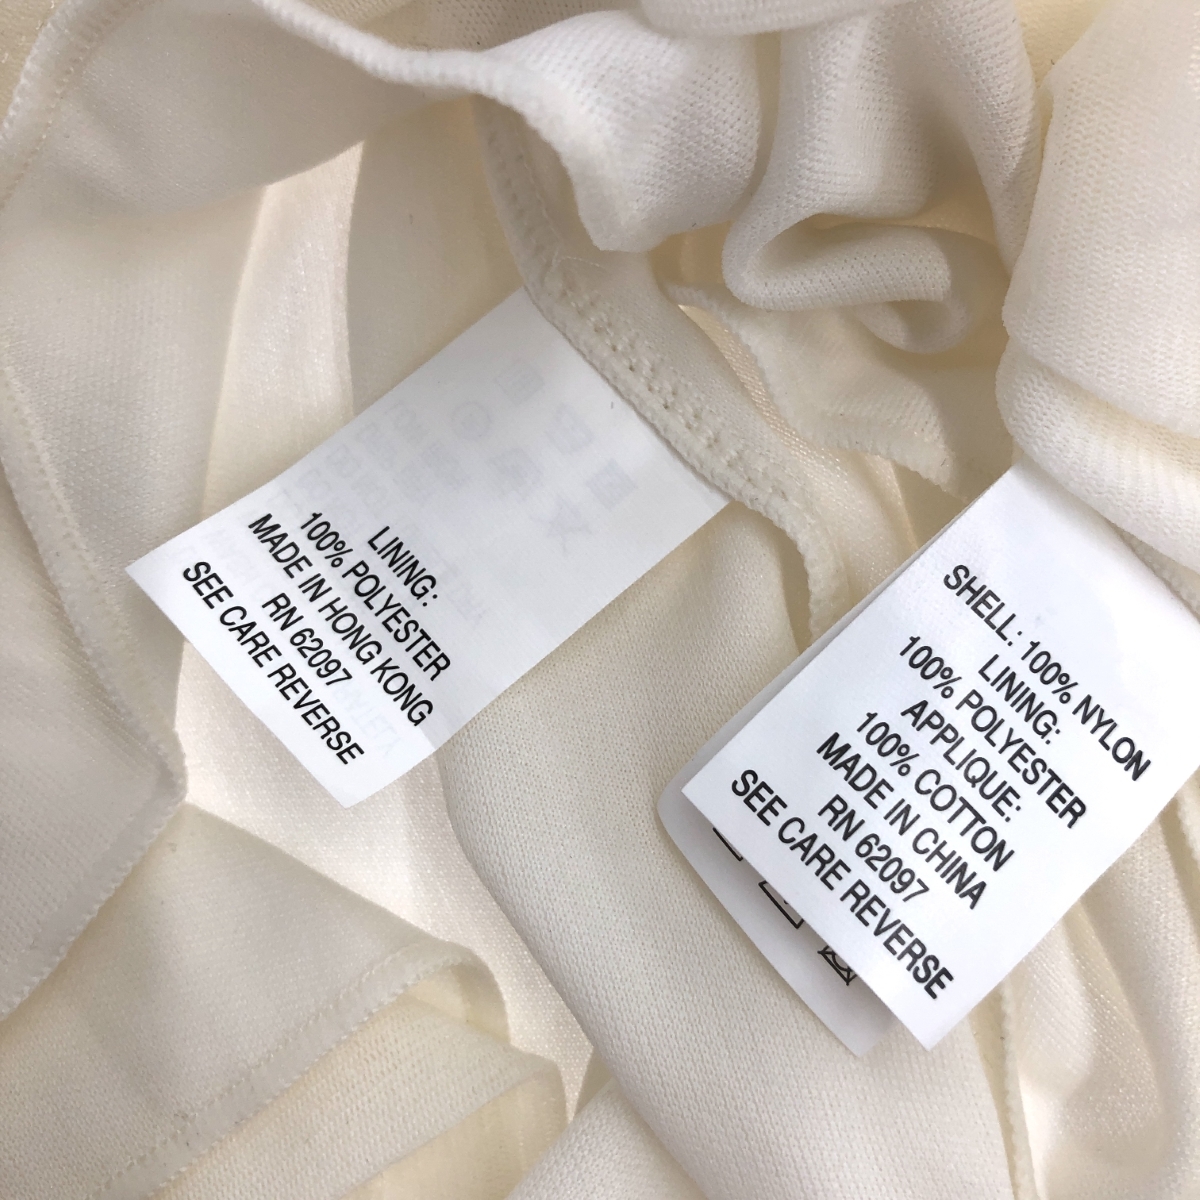 LINING:
100% POLYESTER
MADE IN HONG KONG
RN 62097
SEE CARE REVERSE
SHELL: 100% NYLON
LINING:
100% POLYESTER
APPLIQUE:
100% COTTON
MADE IN CHINA
RN 62097
SEE CARE REVERSE